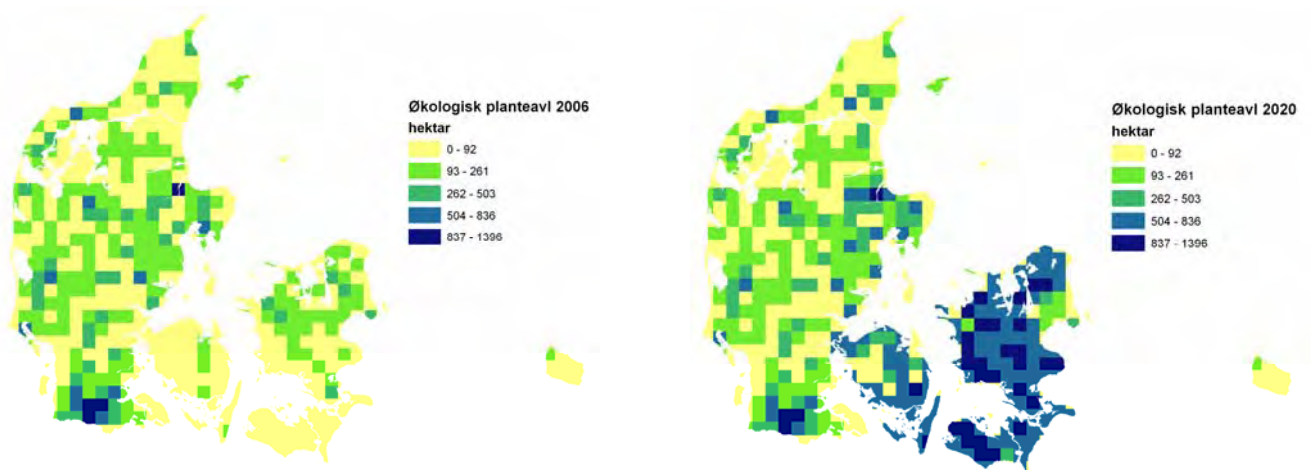 Økologisk planteavl 2006
hektar
0 - 92
93 - 261
262 - 503
504 - 836
837 - 1396
Økologisk planteavl 2020
hektar
0 - 92
93 - 261
262 - 503
504 - 836
837 - 1396